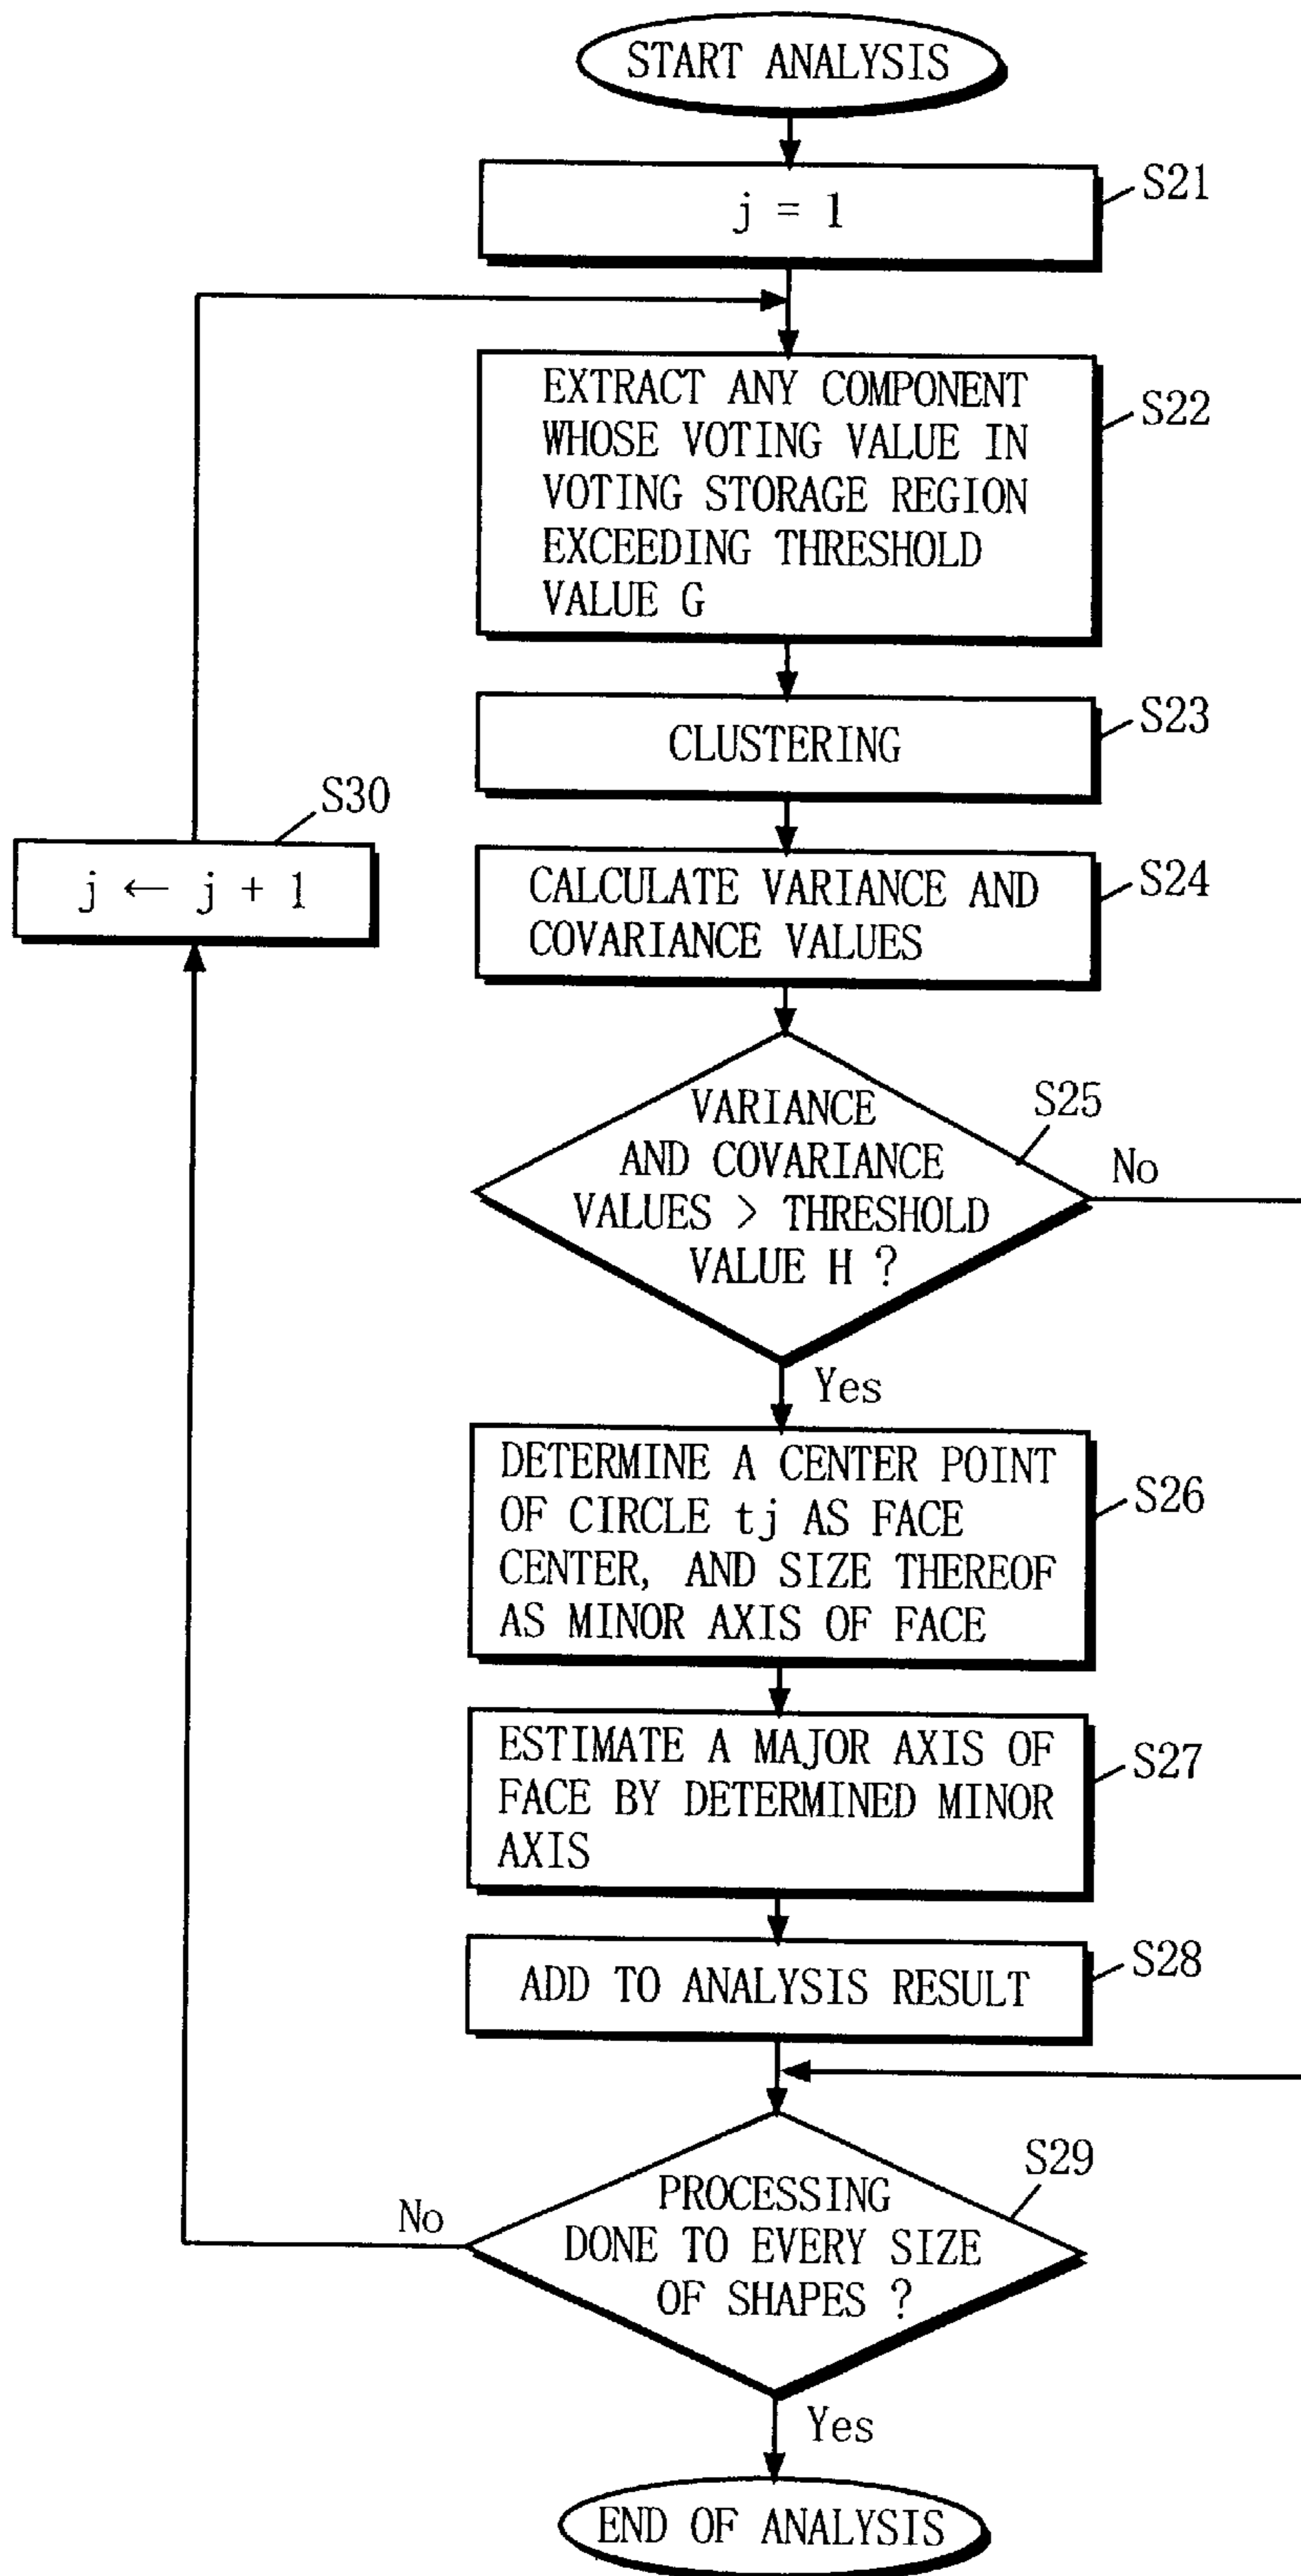 START ANALYSIS
j = 1
S21
EXTRACT ANY COMPONENT
WHOSE VOTING VALUE IN
VOTING STORAGE REGION
EXCEEDING THRESHOLD
VALUE G
S22
CLUSTERING
S23
S30
j ← j + 1
CALCULATE VARIANCE AND
COVARIANCE VALUES
S24
VARIANCE
AND COVARIANCE
VALUES > THRESHOLD
VALUE H ?
S25
No
Yes
DETERMINE A CENTER POINT
OF CIRCLE tj AS FACE
CENTER, AND SIZE THEREOF
AS MINOR AXIS OF FACE
S26
ESTIMATE A MAJOR AXIS OF
FACE BY DETERMINED MINOR
AXIS
S27
ADD TO ANALYSIS RESULT
S28
PROCESSING
DONE TO EVERY SIZE
OF SHAPES ?
S29
No
Yes
END OF ANALYSIS